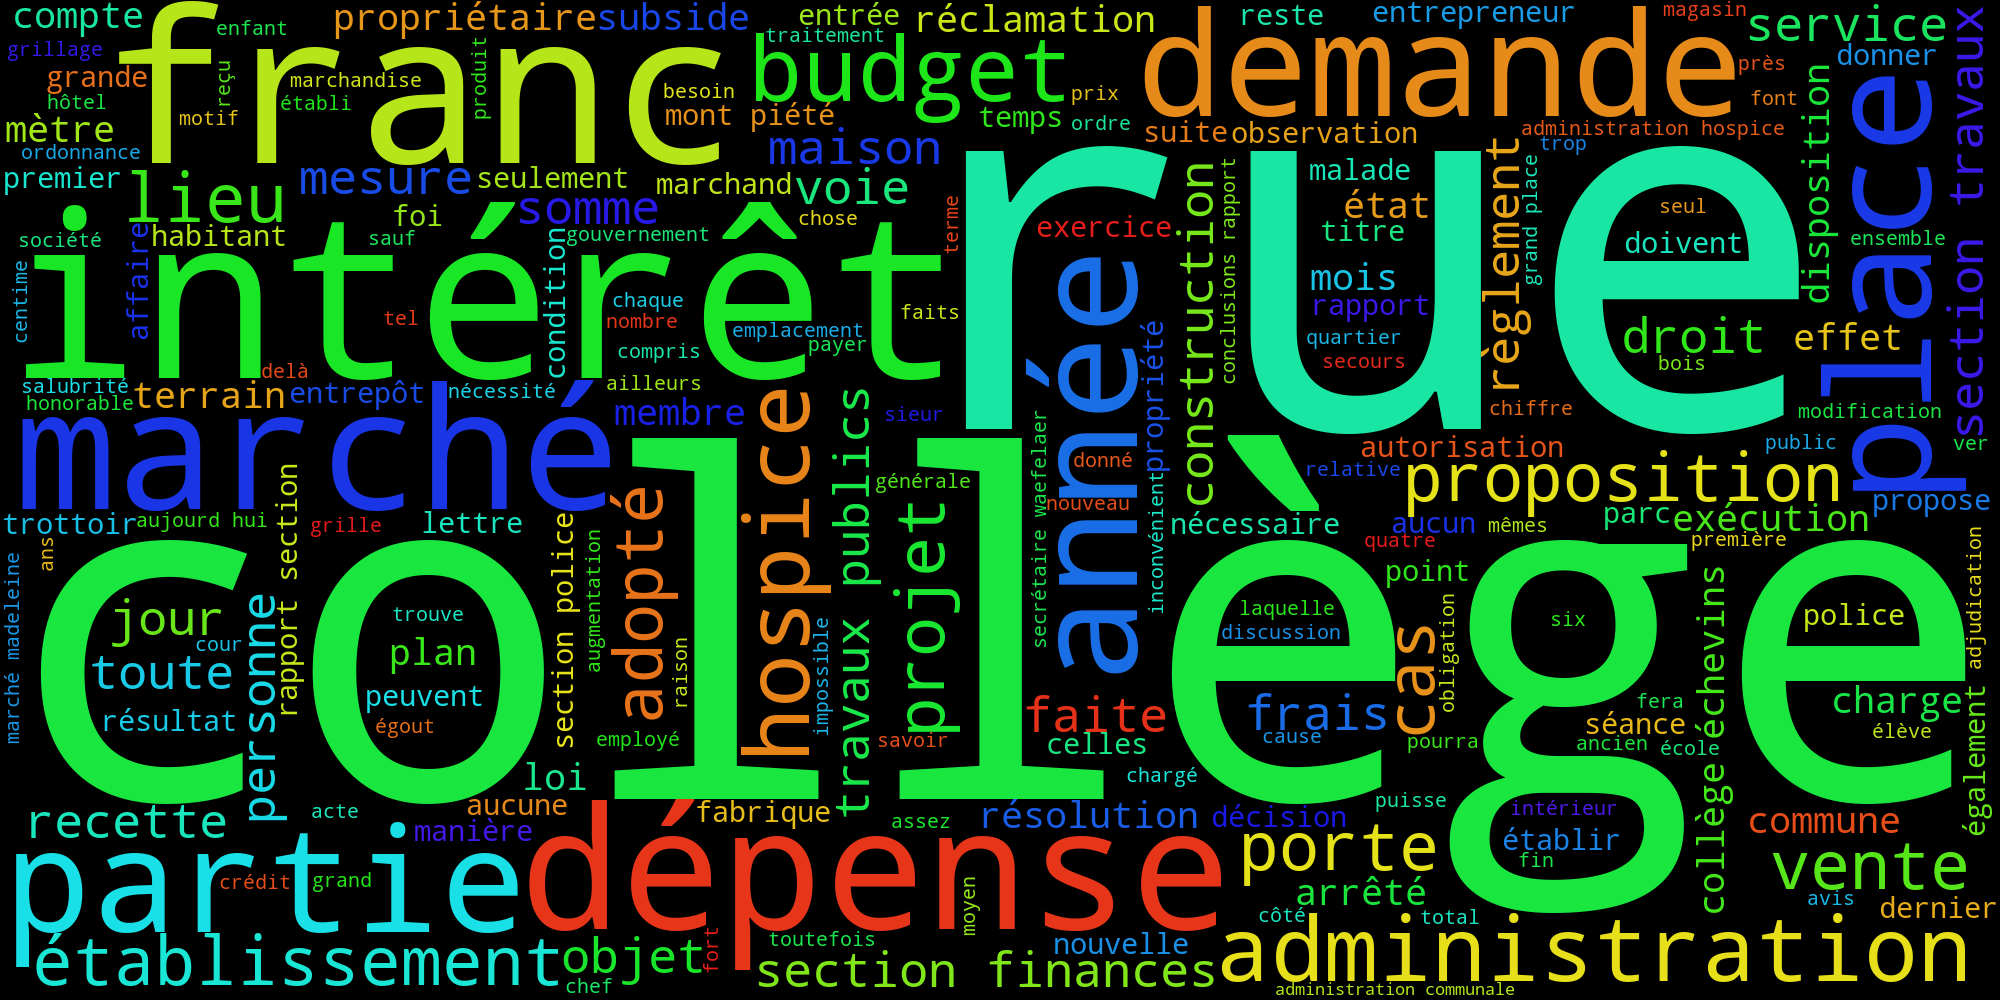 compte
propriétaire
subside
entrée
réclamation
reste
entrepreneur
magasin
service
grillage
enfant
traitement
franc
budget
demande
donner
grande
marchandise
reçu
produit
besoin
près
hôtel
établi
prix
font
motif
mont piété
temps
ordre
mètre
suite
observation
administration hospice
disposition
place
section travaux
ordonnance
maison
trop
premier
lieu
mesure
seulement
marchand
voie
rue
malade
règlement
grand place
somme
foi
chose
terme
exercice
construction
conclusions rapport
état
seul
société
habitant
sauf
gouvernement
titre
doivent
ensemble
affaire
intérêt
condition
centime
chaque
faits
mois
tel
nombre
emplacement
rapport
compris
payer
quartier
droit
effet
delà
secours
bois
salubrité
terrain
entrepôt
nécessité
ailleurs
année
propriété
honorable
marché
membre
hospice
travaux publics
sieur
chiffre
modification
autorisation
public
ver
donné
relative
proposition
générale
secrétaire waefelaer
nouveau
inconvénient
propose
trottoir
aujourd hui
rapport section
grille
lettre
section police
adopté
projet
nécessaire
aucun
mêmes
parc
exécution
ans
augmentation
quatre
première
marché madeleine
collège
point
adjudication
jour
personne
trouve
laquelle
six
police
cour
discussion
obligation
toute
plan
impossible
raison
cas
collège échevins
peuvent
résultat
égout
faite
frais
fera
charge
séance
employé
savoir
celles
cause
pourra
ancien
école
élève
également
loi
chargé
recette
acte
aucune
fabrique
assez
résolution
décision
puisse
intérieur
commune
manière
partie
dépense
porte
établir
fin
vente
crédit
grand
moyen
arrêté
avis
dernier
côté
total
établissement
objet
fort
toutefois
nouvelle
administration
section finances
chef
administration communale